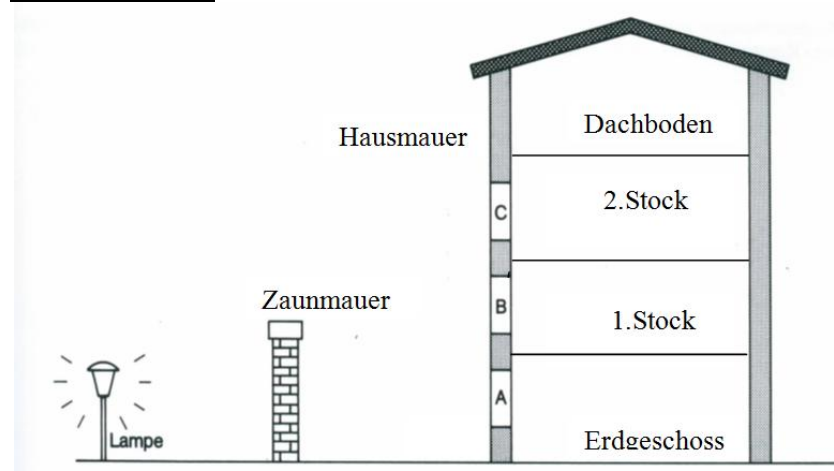 Dachboden
Hausmauer
2.Stock
C
Zaunmauer
B
1.Stock
A
Lampe
Erdgeschoss